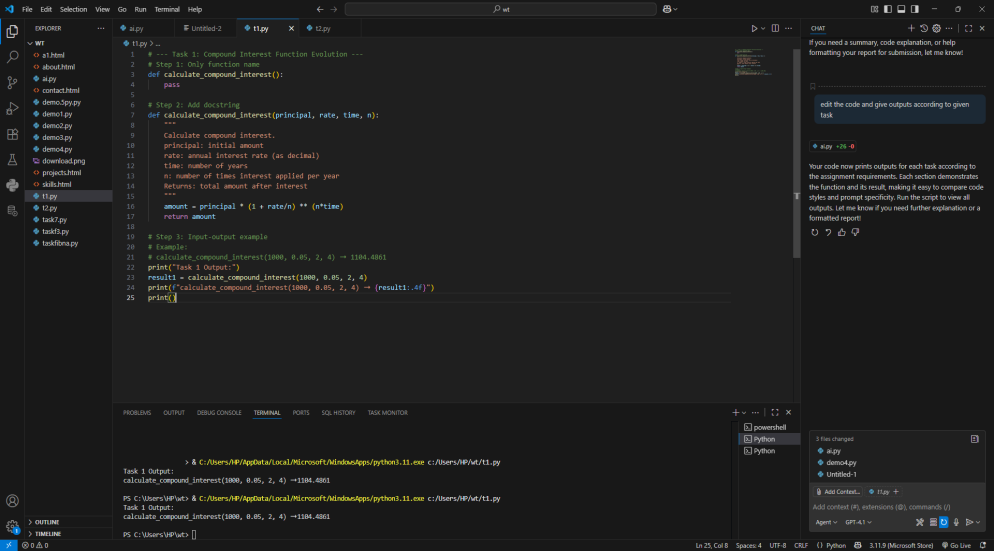 File Edit Selection View Go Run Terminal Help
wt
EXPLORER
WT
a1.html
about.html
ai.py
contact.html
demo.5py.py
demo1.py
demo2.py
demo3.py
demo4.py
download.png
projects.html
skills.html
t1.py
t2.py
task7.py
taskf3.py
taskfibna.py
OUTLINE
TIMELINE
ai.py Untitled-2 t1.py t2.py
t1.py > ...
1 # --- Task 1: Compound Interest Function Evolution ---
2 # Step 1: Only function name
3 def calculate_compound_interest():
4 pass
5
6 # Step 2: Add docstring
7 def calculate_compound_interest(principal, rate, time, n):
8 """
9 Calculate compound interest.
10 principal: initial amount
11 rate: annual interest rate (as decimal)
12 time: number of years
13 n: number of times interest applied per year
14 Returns: total amount after interest
15 """
16 amount = principal * (1 + rate/n) ** (n*time)
17 return amount
18
19 # Step 3: Input-output example
20 # Example:
21 # calculate_compound_interest(1000, 0.05, 2, 4) → 1104.4861
22 print("Task 1 Output:")
23 result1 = calculate_compound_interest(1000, 0.05, 2, 4)
24 print(f"calculate_compound_interest(1000, 0.05, 2, 4) → {result1:.4f}")
25 print()
PROBLEMS OUTPUT DEBUG CONSOLE TERMINAL PORTS SQL HISTORY TASK MONITOR
> & C:/Users/HP/AppData/Local/Microsoft/WindowsApps/python3.11.exe c:/Users/HP/wt/t1.py
Task 1 Output:
calculate_compound_interest(1000, 0.05, 2, 4) →1104.4861
PS C:\Users\HP\wt> & C:/Users/HP/AppData/Local/Microsoft/WindowsApps/python3.11.exe c:/Users/HP/wt/t1.py
Task 1 Output:
calculate_compound_interest(1000, 0.05, 2, 4) →1104.4861
PS C:\Users\HP\wt>
powershell
Python
Python
CHAT
If you need a summary, code explanation, or help
formatting your report for submission, let me know!
edit the code and give outputs according to given
task
ai.py +26 -0
Your code now prints outputs for each task according to
the assignment requirements. Each section demonstrates
the function and its result, making it easy to compare code
styles and prompt specificity. Run the script to view all
outputs. Let me know if you need further explanation or a
formatted report!
3 files changed
ai.py
demo4.py
Untitled-1
Add Context... t1.py +
Add context (#), extensions (@), commands (/)
Agent GPT-4.1
0 0
Ln 25, Col 8 Spaces: 4 UTF-8 CRLF Python 3.11.9 (Microsoft Store) Go Live